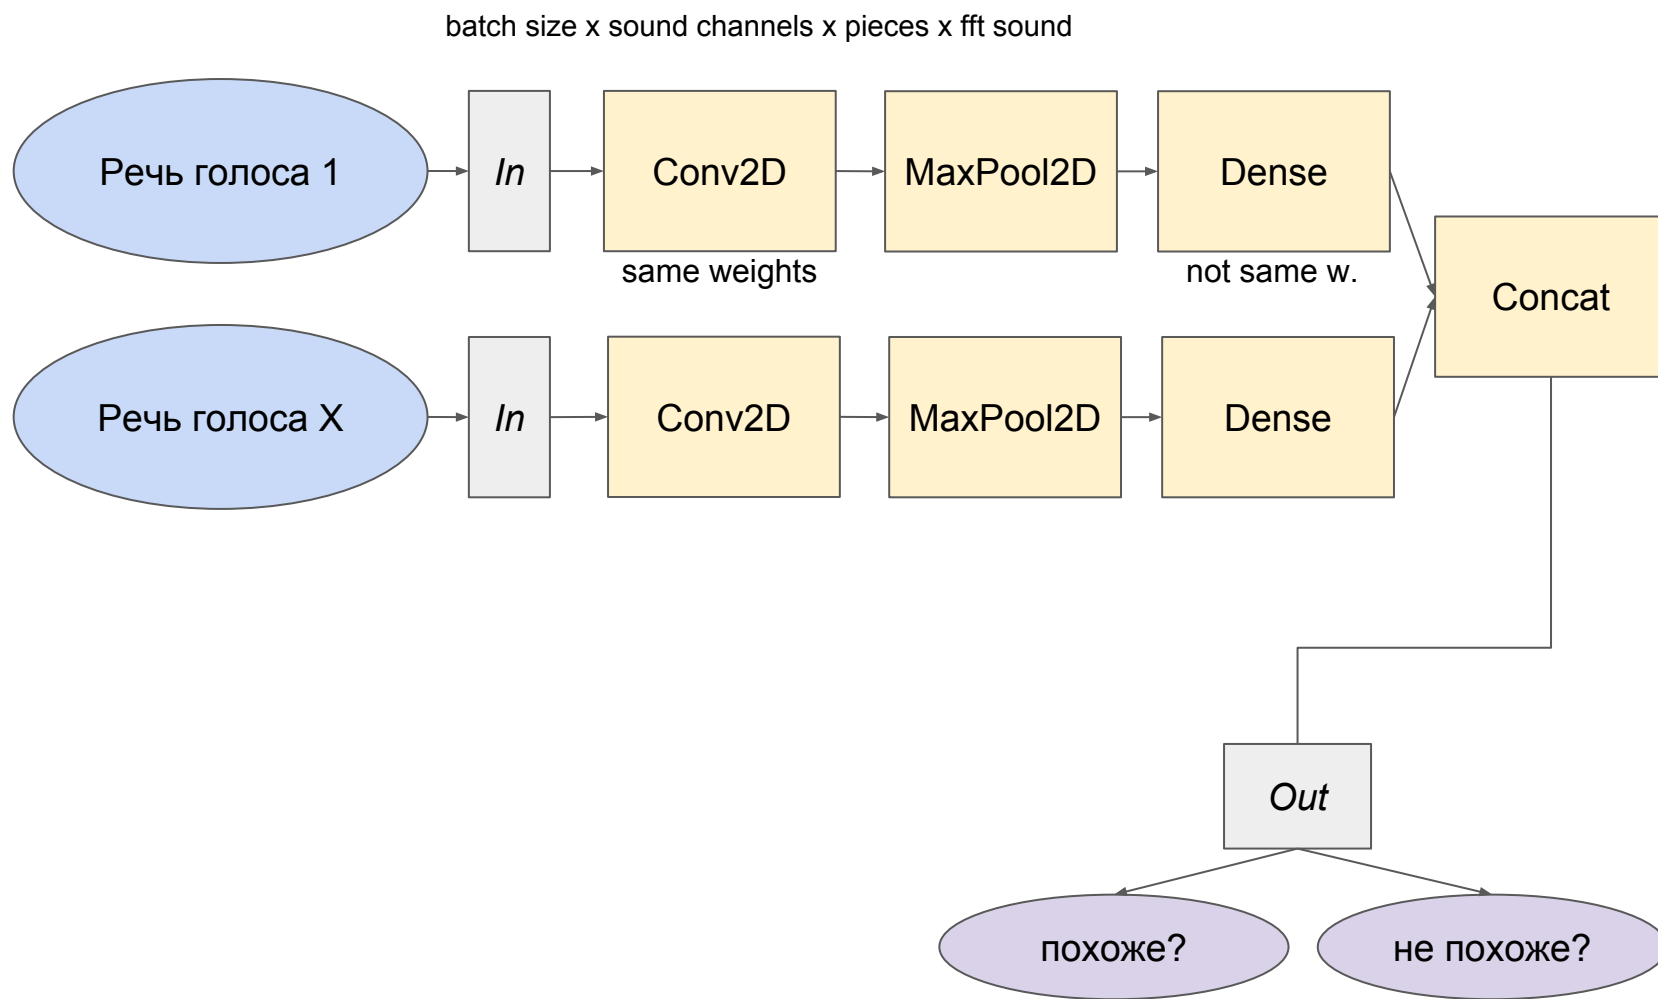 batch size x sound channels x pieces x fft sound
Речь голоса 1
In
Conv2D
MaxPool2D
Dense
same weights
not same w.
Concat
Речь голоса X
In
Conv2D
MaxPool2D
Dense
Out
похоже?
не похоже?